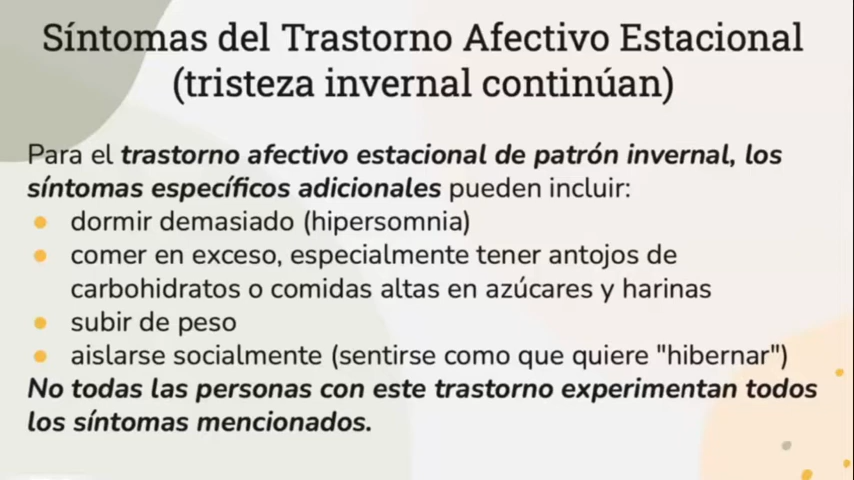 Síntomas del Trastorno Afectivo Estacional
(tristeza invernal continúan)
Para el trastorno afectivo estacional de patrón invernal, los
síntomas específicos adicionales pueden incluir:
dormir demasiado (hipersomnia)
comer en exceso, especialmente tener antojos de
carbohidratos o comidas altas en azúcares y harinas
subir de peso
aislarse socialmente (sentirse como que quiere "hibernar")
No todas las personas con este trastorno experimentan todos
los síntomas mencionados.